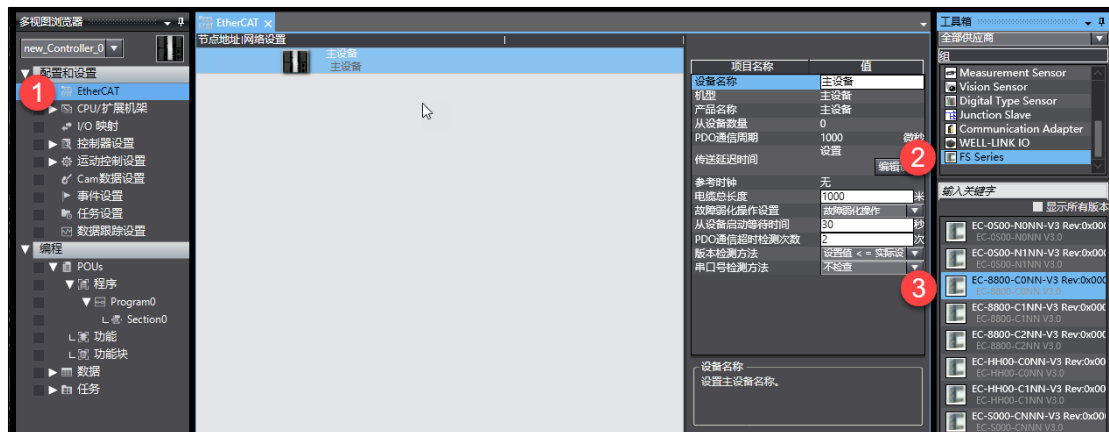 多视图浏览器
new_Controller_0
配置和设置
1
EtherCAT
CPU/扩展机架
I/O 映射
控制器设置
运动控制设置
Cam数据设置
事件设置
任务设置
数据跟踪设置
编程
POUs
程序
Program0
Section0
功能
功能块
数据
任务
EtherCAT
节点地址|网络设置
主设备
主设备
项目名称 值
设备名称 主设备
机型 主设备
产品名称 主设备
从设备数量 0
PDO通信周期 1000 微秒
传送延迟时间 设置
编辑
2
参考时钟 无
电缆总长度 1000 米
故障弱化操作设置 故障弱化操作
从设备启动等待时间 30 秒
PDO通信超时检测次数 2 次
版本检测方法 设置值 <= 实际设
串口号检测方法 不检查
3
设备名称
设置主设备名称。
工具箱
全部供应商
组
Measurement Sensor
Vision Sensor
Digital Type Sensor
Junction Slave
Communication Adapter
WELL-LINK IO
FS Series
输入关键字
显示所有版本
EC-0S00-N0NN-V3 Rev:0x000
EC-0S00-N0NN V3.0
EC-0S00-N1NN-V3 Rev:0x000
EC-0S00-N1NN V3.0
EC-8800-C0NN-V3 Rev:0x000
EC-8800-C0NN V3.0
EC-8800-C1NN-V3 Rev:0x000
EC-8800-C1NN V3.0
EC-8800-C2NN-V3 Rev:0x000
EC-8800-C2NN V3.0
EC-HH00-C0NN-V3 Rev:0x00
EC-HH00-C0NN V3.0
EC-HH00-C1NN-V3 Rev:0x00
EC-HH00-C1NN V3.0
EC-S000-CNNN-V3 Rev:0x00
EC-S000-CNNN V3.0